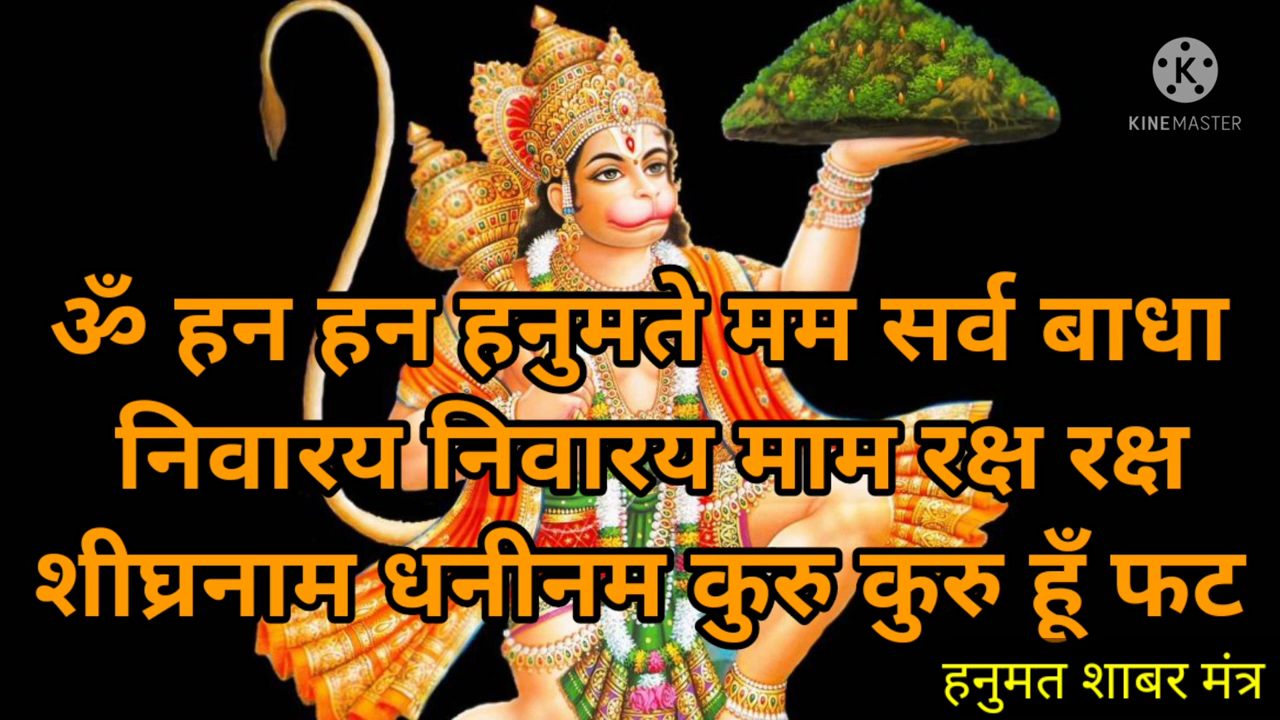 KINEMASTER
ॐ हन हन हनुमते मम सर्व बाधा
निवारय निवारय माम रक्ष रक्ष
शीघ्रनाम धनीनम कुरु कुरु हूँ फट
हनुमत शाबर मंत्र